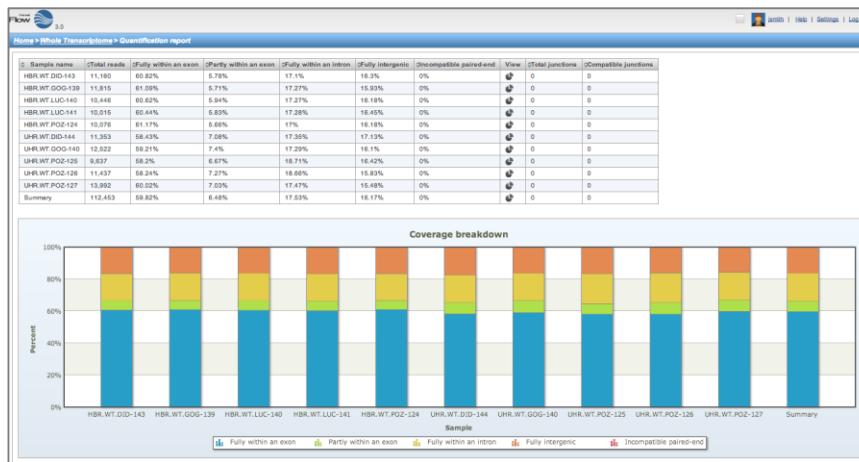 Flow 3.0
jsmith | Help | Settings | Log
Home > Whole Transcriptome > Quantification report
Sample name Total reads Fully within an exon Partly within an exon Fully within an intron Fully intergenic Incompatible paired-end View Total junctions Compatible junctions
HBR.WT.DID-143 11,160 60.82% 5.78% 17.1% 16.3% 0% 0 0
HBR.WT.GOG-139 11,815 61.09% 5.71% 17.27% 15.93% 0% 0 0
HBR.WT.LUC-140 10,446 60.62% 5.94% 17.27% 16.18% 0% 0 0
HBR.WT.LUC-141 10,015 60.44% 5.83% 17.28% 16.45% 0% 0 0
HBR.WT.POZ-124 10,076 61.17% 5.66% 17% 16.18% 0% 0 0
UHR.WT.DID-144 11,353 58.43% 7.08% 17.35% 17.13% 0% 0 0
UHR.WT.GOG-140 12,522 59.21% 7.4% 17.29% 16.1% 0% 0 0
UHR.WT.POZ-125 9,637 58.2% 6.67% 18.71% 16.42% 0% 0 0
UHR.WT.POZ-126 11,437 58.24% 7.27% 18.66% 15.83% 0% 0 0
UHR.WT.POZ-127 13,992 60.02% 7.03% 17.47% 15.48% 0% 0 0
Summary 112,453 59.82% 6.48% 17.53% 16.17% 0% 0 0
Coverage breakdown
100%
80%
60%
40%
20%
0%
Percent
HBR.WT.DID-143 HBR.WT.GOG-139 HBR.WT.LUC-140 HBR.WT.LUC-141 HBR.WT.POZ-124 UHR.WT.DID-144 UHR.WT.GOG-140 UHR.WT.POZ-125 UHR.WT.POZ-126 UHR.WT.POZ-127 Summary
Sample
Fully within an exon Partly within an exon Fully within an intron Fully intergenic Incompatible paired-end